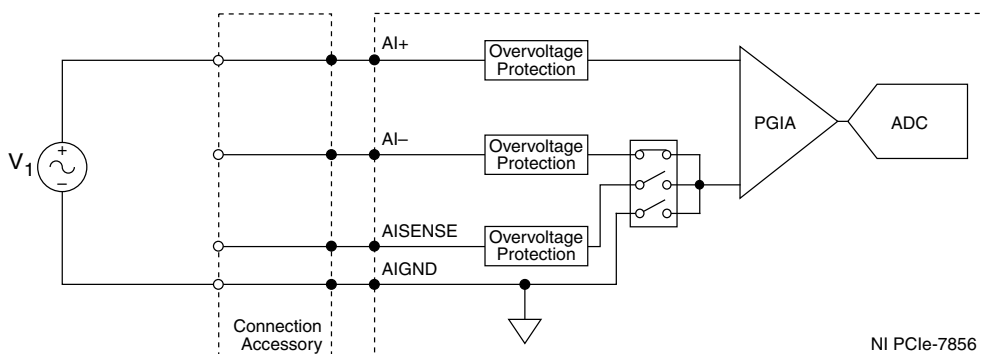 AI+
Overvoltage
Protection
PGIA
ADC
AI–
Overvoltage
Protection
V1
+
–
AISENSE
Overvoltage
Protection
AIGND
Connection
Accessory
NI PCIe-7856